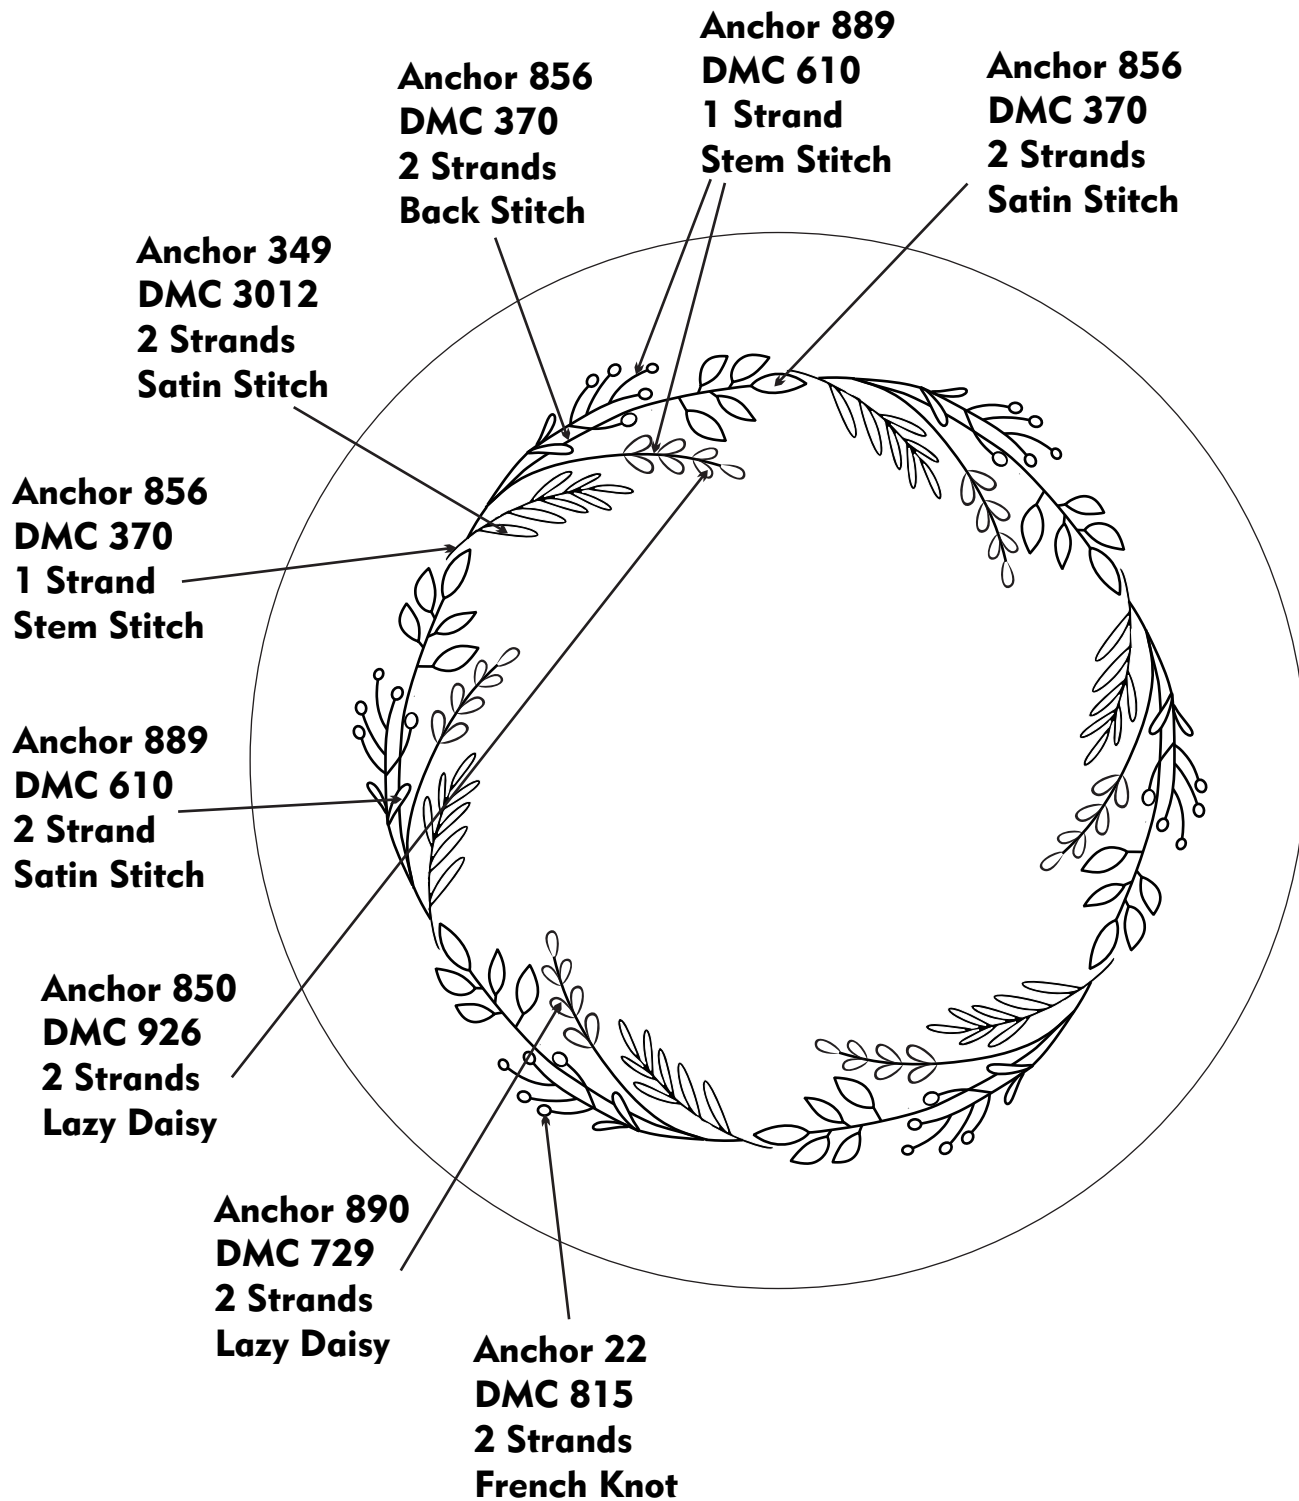 Anchor 889
DMC 610
1 Strand
Stem Stitch
Anchor 856
DMC 370
2 Strands
Satin Stitch
Anchor 856
DMC 370
2 Strands
Back Stitch
Anchor 349
DMC 3012
2 Strands
Satin Stitch
Anchor 856
DMC 370
1 Strand
Stem Stitch
Anchor 889
DMC 610
2 Strand
Satin Stitch
Anchor 850
DMC 926
2 Strands
Lazy Daisy
Anchor 890
DMC 729
2 Strands
Lazy Daisy
Anchor 22
DMC 815
2 Strands
French Knot